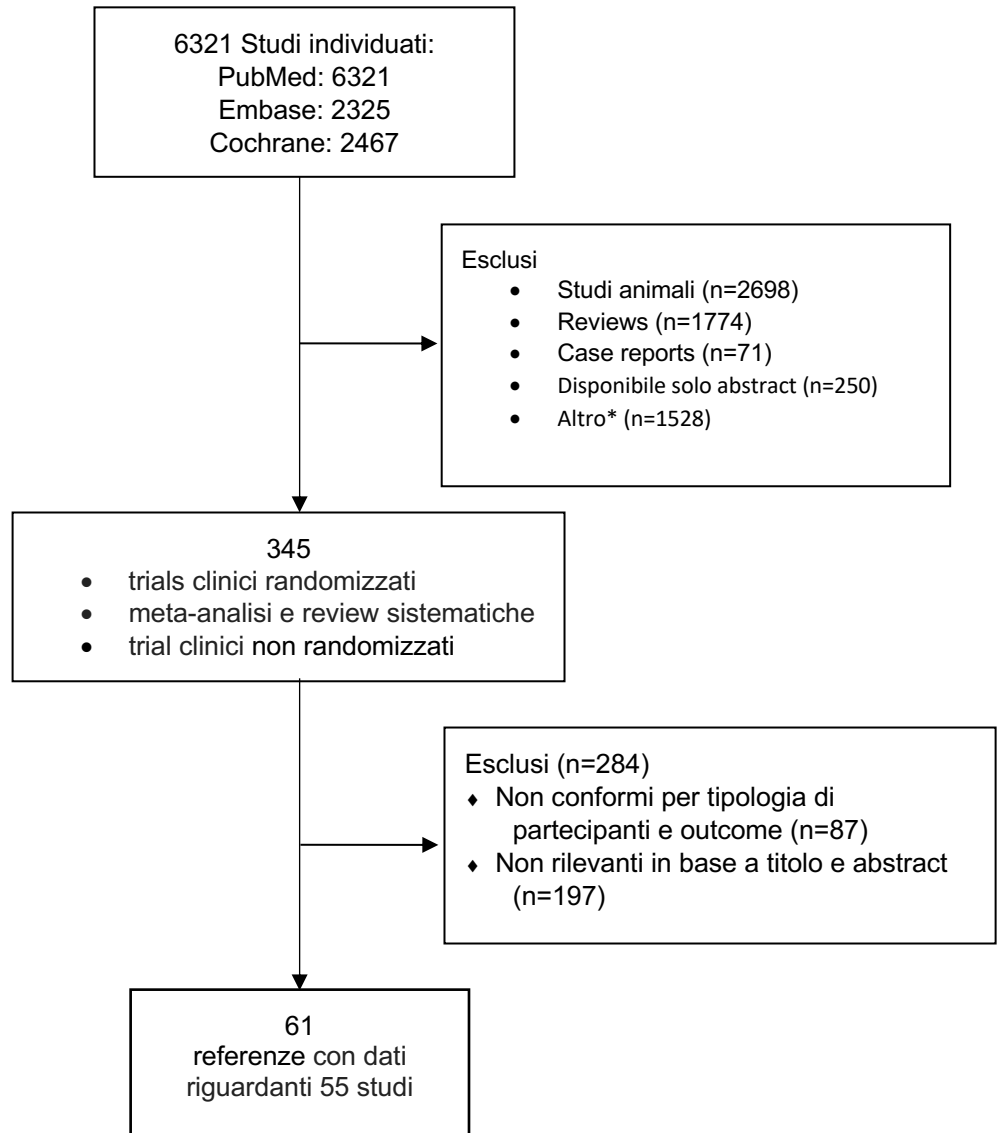 6321 Studi individuati:
PubMed: 6321
Embase: 2325
Cochrane: 2467
Esclusi
• Studi animali (n=2698)
• Reviews (n=1774)
• Case reports (n=71)
• Disponibile solo abstract (n=250)
• Altro* (n=1528)
345
• trials clinici randomizzati
• meta-analisi e review sistematiche
• trial clinici non randomizzati
Esclusi (n=284)
♦ Non conformi per tipologia di
partecipanti e outcome (n=87)
♦ Non rilevanti in base a titolo e abstract
(n=197)
61
referenze con dati
riguardanti 55 studi